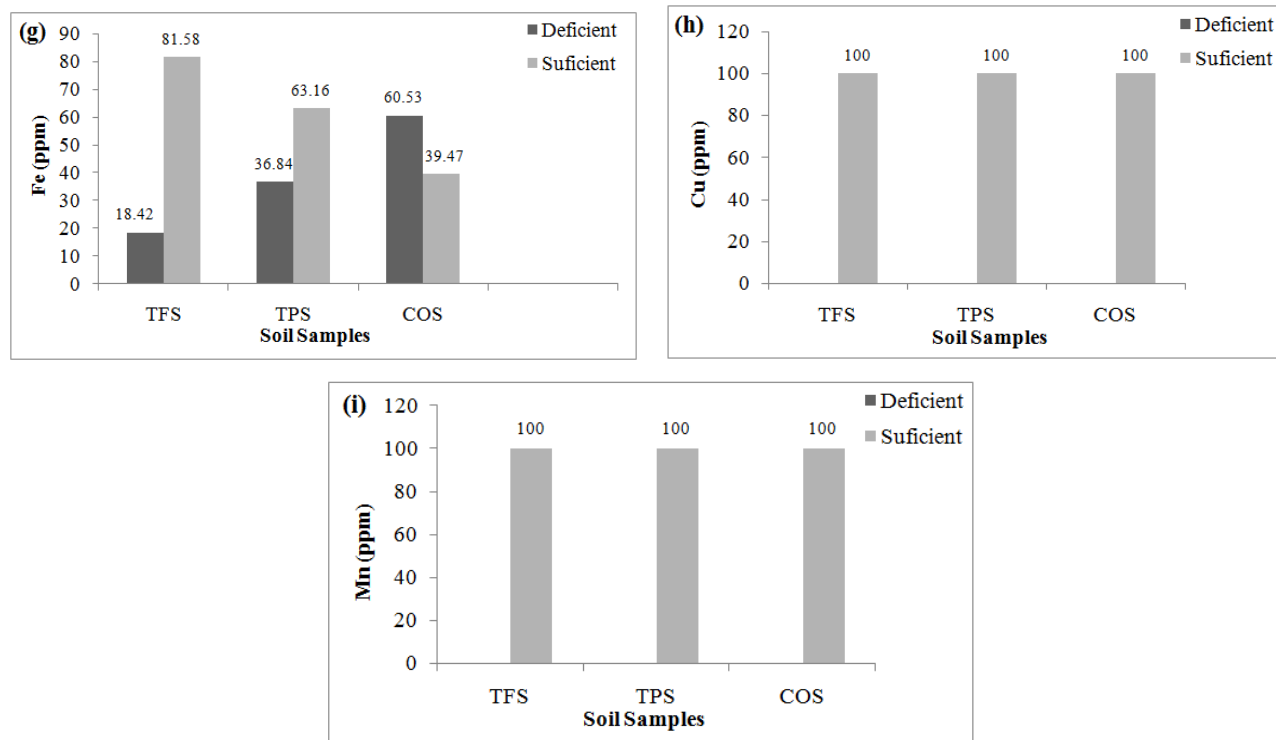 (g)
Fe (ppm)
90
80
70
60
50
40
30
20
10
0
18.42
81.58
36.84
63.16
60.53
39.47
Deficient
Suficient
TFS TPS COS
Soil Samples
(h)
Cu (ppm)
120
100
80
60
40
20
0
100 100 100
Deficient
Suficient
TFS TPS COS
Soil Samples
(i)
Mn (ppm)
120
100
80
60
40
20
0
100 100 100
Deficient
Suficient
TFS TPS COS
Soil Samples